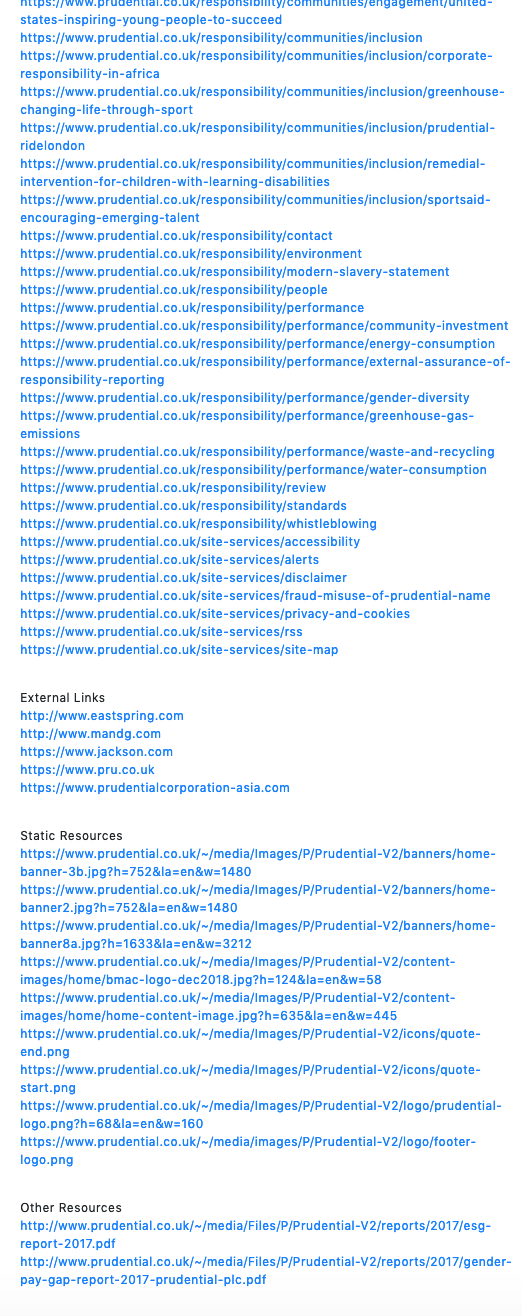 https://www.prudential.co.uk/responsibility/communities/engagement/united-
states-inspiring-young-people-to-succeed
https://www.prudential.co.uk/responsibility/communities/inclusion
https://www.prudential.co.uk/responsibility/communities/inclusion/corporate-
responsibility-in-africa
https://www.prudential.co.uk/responsibility/communities/inclusion/greenhouse-
changing-life-through-sport
https://www.prudential.co.uk/responsibility/communities/inclusion/prudential-
ridelondon
https://www.prudential.co.uk/responsibility/communities/inclusion/remedial-
intervention-for-children-with-learning-disabilities
https://www.prudential.co.uk/responsibility/communities/inclusion/sportsaid-
encouraging-emerging-talent
https://www.prudential.co.uk/responsibility/contact
https://www.prudential.co.uk/responsibility/environment
https://www.prudential.co.uk/responsibility/modern-slavery-statement
https://www.prudential.co.uk/responsibility/people
https://www.prudential.co.uk/responsibility/performance
https://www.prudential.co.uk/responsibility/performance/community-investment
https://www.prudential.co.uk/responsibility/performance/energy-consumption
https://www.prudential.co.uk/responsibility/performance/external-assurance-of-
responsibility-reporting
https://www.prudential.co.uk/responsibility/performance/gender-diversity
https://www.prudential.co.uk/responsibility/performance/greenhouse-gas-
emissions
https://www.prudential.co.uk/responsibility/performance/waste-and-recycling
https://www.prudential.co.uk/responsibility/performance/water-consumption
https://www.prudential.co.uk/responsibility/review
https://www.prudential.co.uk/responsibility/standards
https://www.prudential.co.uk/responsibility/whistleblowing
https://www.prudential.co.uk/site-services/accessibility
https://www.prudential.co.uk/site-services/alerts
https://www.prudential.co.uk/site-services/disclaimer
https://www.prudential.co.uk/site-services/fraud-misuse-of-prudential-name
https://www.prudential.co.uk/site-services/privacy-and-cookies
https://www.prudential.co.uk/site-services/rss
https://www.prudential.co.uk/site-services/site-map
External Links
http://www.eastspring.com
http://www.mandg.com
https://www.jackson.com
https://www.pru.co.uk
https://www.prudentialcorporation-asia.com
Static Resources
https://www.prudential.co.uk/~/media/Images/P/Prudential-V2/banners/home-
banner-3b.jpg?h=752&la=en&w=1480
https://www.prudential.co.uk/~/media/Images/P/Prudential-V2/banners/home-
banner2.jpg?h=752&la=en&w=1480
https://www.prudential.co.uk/~/media/Images/P/Prudential-V2/banners/home-
banner8a.jpg?h=1633&la=en&w=3212
https://www.prudential.co.uk/~/media/Images/P/Prudential-V2/content-
images/home/bmac-logo-dec2018.jpg?h=124&la=en&w=58
https://www.prudential.co.uk/~/media/Images/P/Prudential-V2/content-
images/home/home-content-image.jpg?h=635&la=en&w=445
https://www.prudential.co.uk/~/media/Images/P/Prudential-V2/icons/quote-
end.png
https://www.prudential.co.uk/~/media/Images/P/Prudential-V2/icons/quote-
start.png
https://www.prudential.co.uk/~/media/Images/P/Prudential-V2/logo/prudential-
logo.png?h=68&la=en&w=160
https://www.prudential.co.uk/~/media/images/P/Prudential-V2/logo/footer-
logo.png
Other Resources
http://www.prudential.co.uk/~/media/Files/P/Prudential-V2/reports/2017/esg-
report-2017.pdf
http://www.prudential.co.uk/~/media/Files/P/Prudential-V2/reports/2017/gender-
pay-gap-report-2017-prudential-plc.pdf